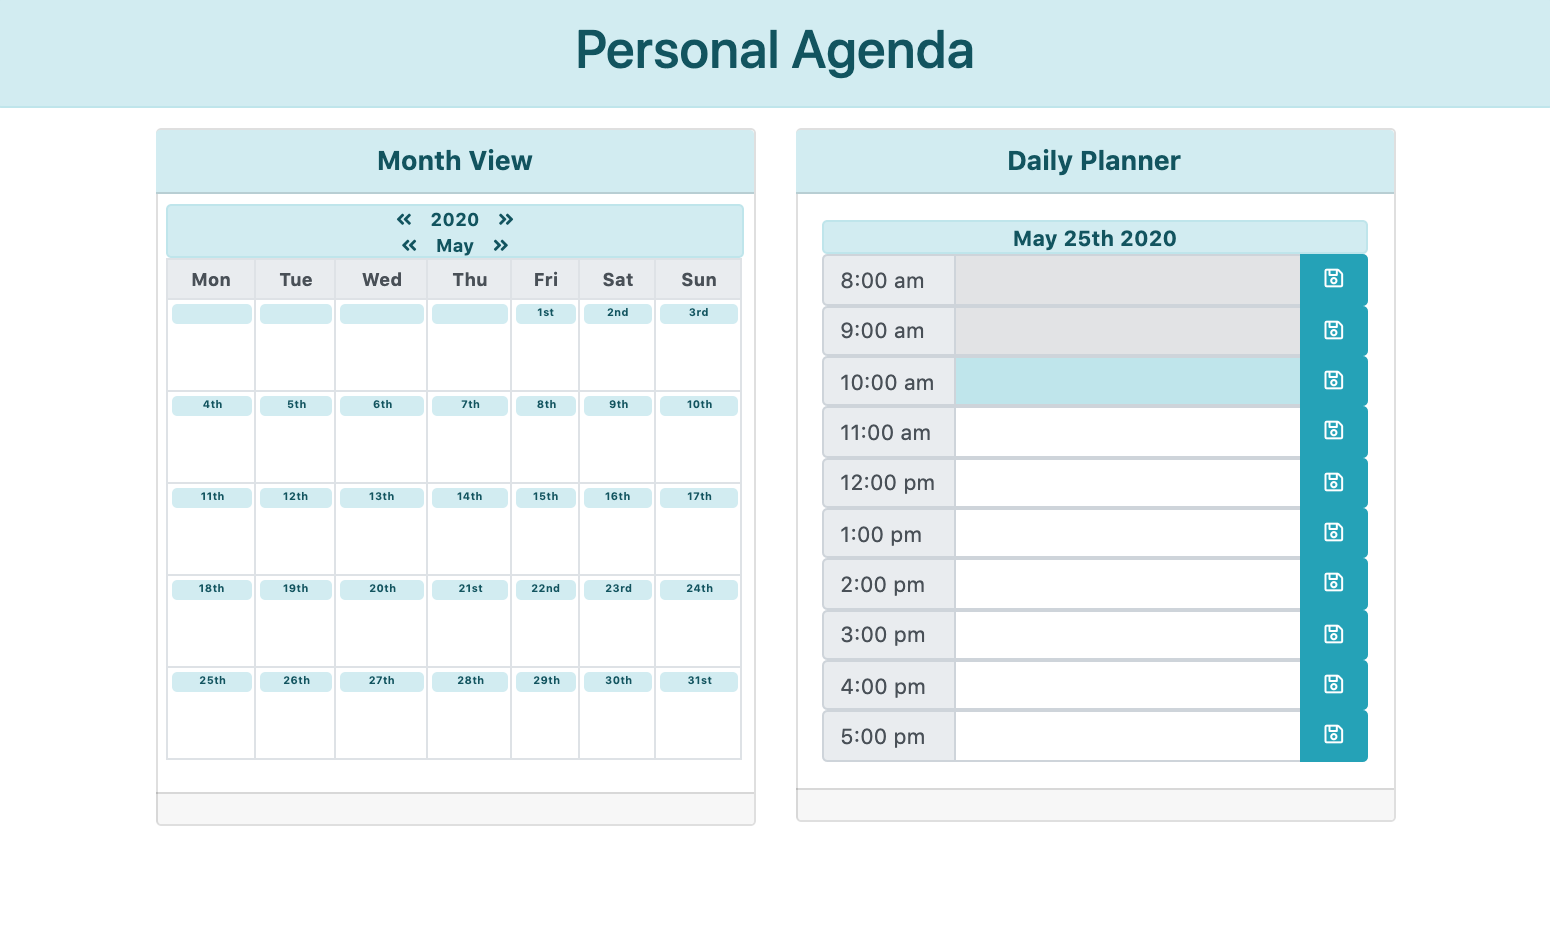 Personal Agenda
Month View
« 2020 »
« May »
Mon Tue Wed Thu Fri Sat Sun
1st 2nd 3rd
4th 5th 6th 7th 8th 9th 10th
11th 12th 13th 14th 15th 16th 17th
18th 19th 20th 21st 22nd 23rd 24th
25th 26th 27th 28th 29th 30th 31st
Daily Planner
May 25th 2020
8:00 am
9:00 am
10:00 am
11:00 am
12:00 pm
1:00 pm
2:00 pm
3:00 pm
4:00 pm
5:00 pm